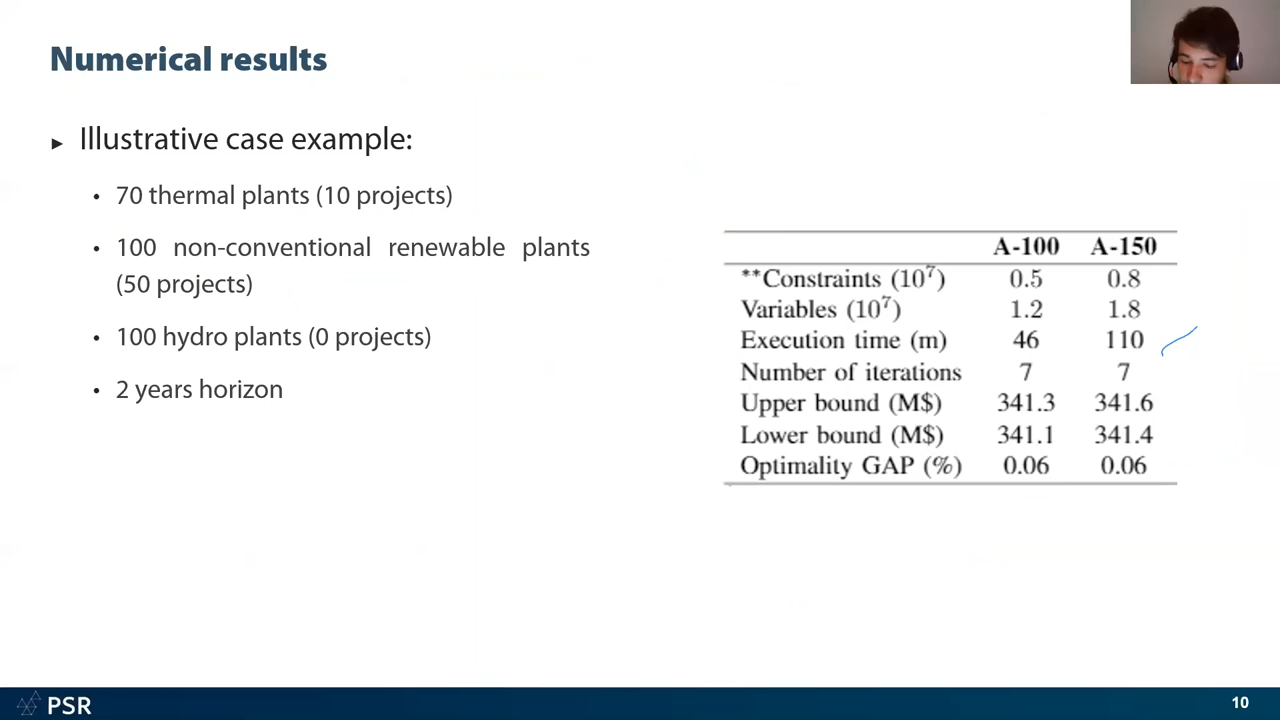 Numerical results
► Illustrative case example:
• 70 thermal plants (10 projects)
• 100 non-conventional renewable plants
(50 projects)
• 100 hydro plants (0 projects)
• 2 years horizon
A-100 A-150
**Constraints (10⁷) 0.5 0.8
Variables (10⁷) 1.2 1.8
Execution time (m) 46 110
Number of iterations 7 7
Upper bound (M$) 341.3 341.6
Lower bound (M$) 341.1 341.4
Optimality GAP (%) 0.06 0.06
PSR
10